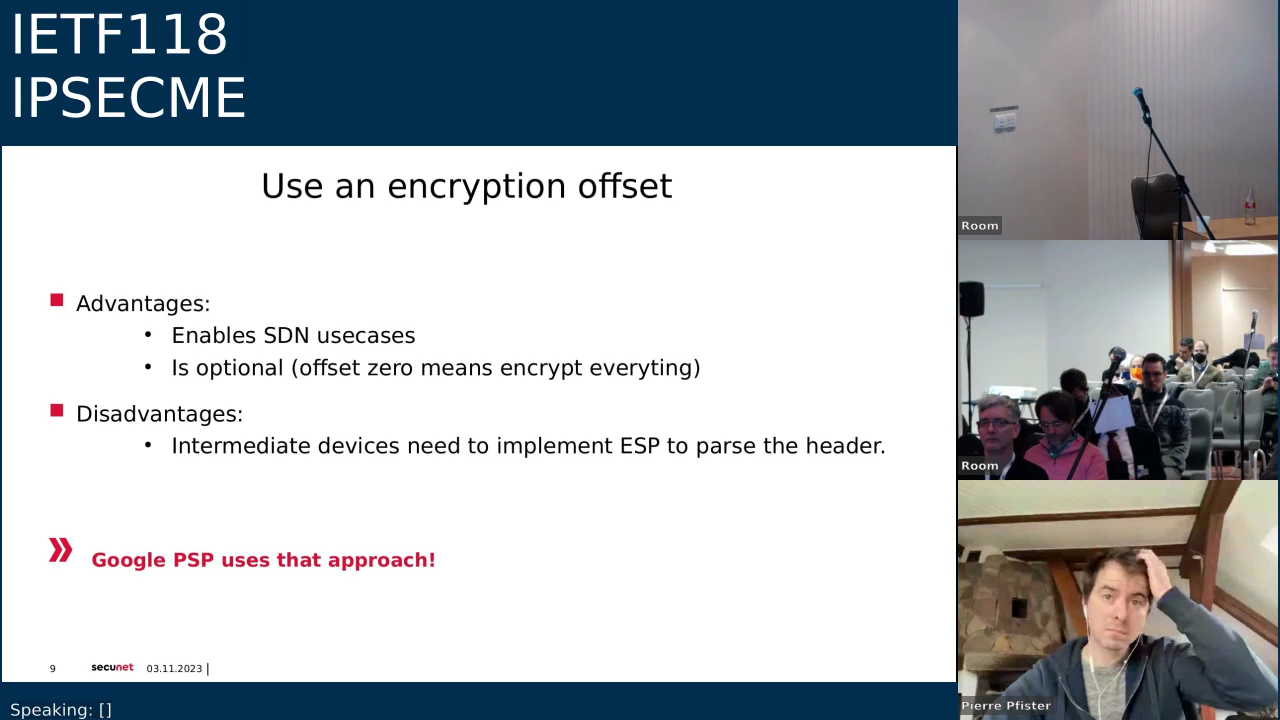 IETF118
IPSECME
Use an encryption offset
Advantages:
• Enables SDN usecases
• Is optional (offset zero means encrypt everyting)
Disadvantages:
• Intermediate devices need to implement ESP to parse the header.
» Google PSP uses that approach!
9 secunet 03.11.2023 |
Speaking: []
Room
Room
Pierre Pfister